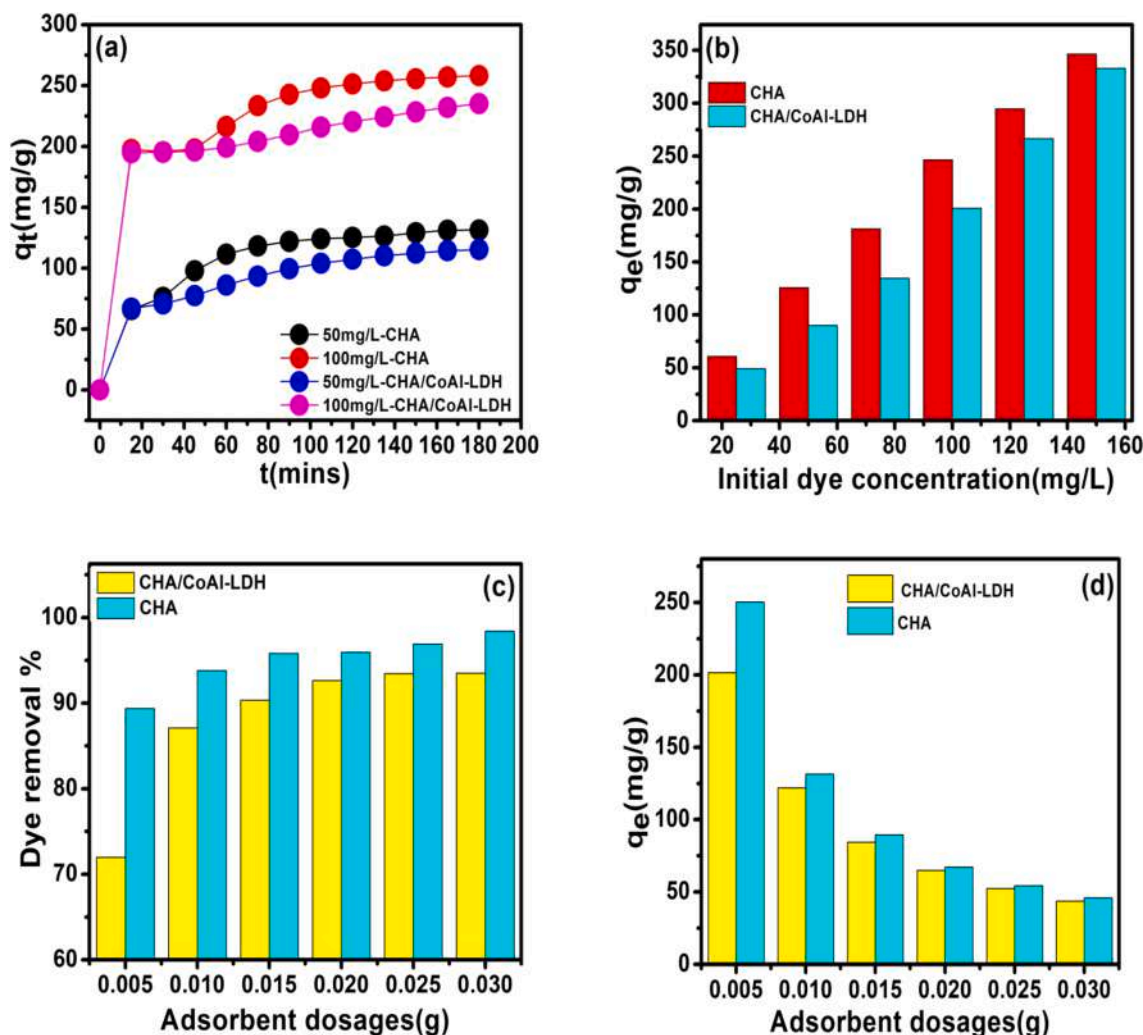 (a)
300
250
200
150
100
50
0
qt(mg/g)
50mg/L-CHA
100mg/L-CHA
50mg/L-CHA/CoAl-LDH
100mg/L-CHA/CoAl-LDH
0 20 40 60 80 100 120 140 160 180 200
t(mins)
(b)
CHA
CHA/CoAl-LDH
350
300
250
200
150
100
50
0
qe(mg/g)
20 40 60 80 100 120 140 160
Initial dye concentration(mg/L)
CHA/CoAl-LDH
CHA
(c)
100
90
80
70
60
Dye removal %
0.005 0.010 0.015 0.020 0.025 0.030
Adsorbent dosages(g)
CHA/CoAl-LDH
CHA
(d)
250
200
150
100
50
0
qe(mg/g)
0.005 0.010 0.015 0.020 0.025 0.030
Adsorbent dosages(g)